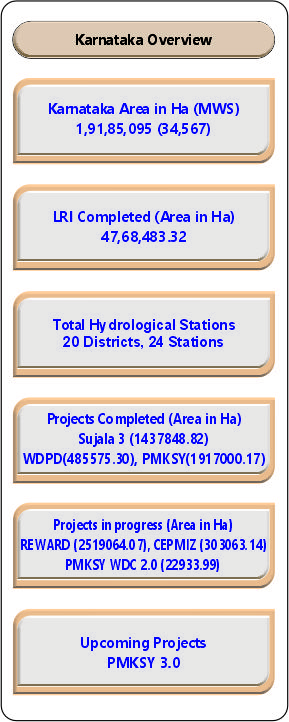 Karnataka Overview
Karnataka Area in Ha (MWS)
1,91,85,095 (34,567)
LRI Completed (Area in Ha)
47,68,483.32
Total Hydrological Stations
20 Districts, 24 Stations
Projects Completed (Area in Ha)
Sujala 3 (1437848.82)
WDPD(485575.30), PMKSY(1917000.17)
Projects in progress (Area in Ha)
REWARD (2519064.07), CEPMIZ (303063.14)
PMKSY WDC 2.0 (22933.99)
Upcoming Projects
PMKSY 3.0